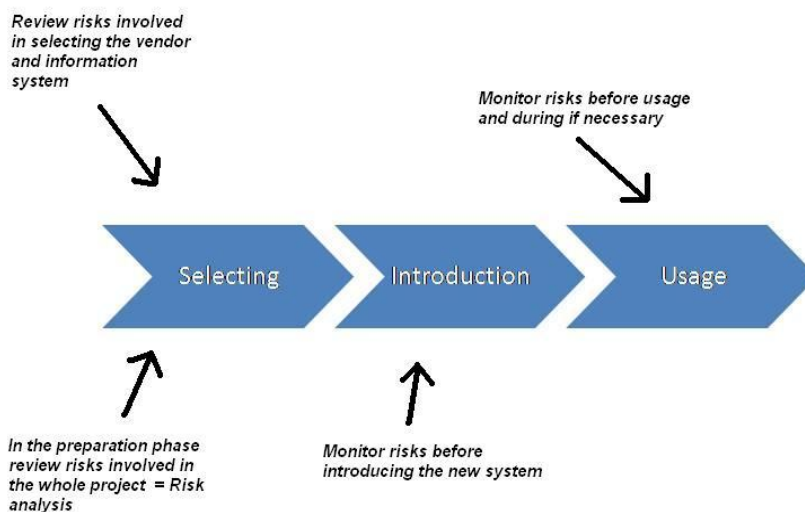 Review risks involved
in selecting the vendor
and information
system
Monitor risks before usage
and during if necessary
Selecting
Introduction
Usage
In the preparation phase
review risks involved in
the whole project = Risk
analysis
Monitor risks before
introducing the new system